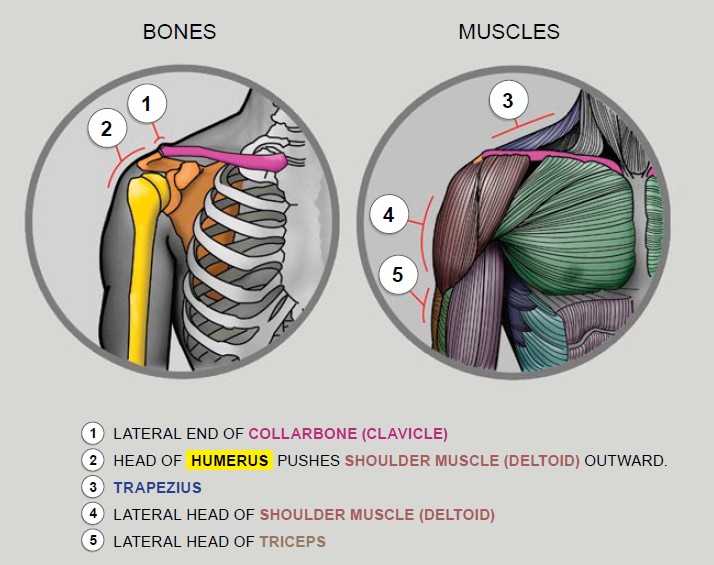 BONES
MUSCLES
1
2
3
4
5
1 LATERAL END OF COLLARBONE (CLAVICLE)
2 HEAD OF HUMERUS PUSHES SHOULDER MUSCLE (DELTOID) OUTWARD.
3 TRAPEZIUS
4 LATERAL HEAD OF SHOULDER MUSCLE (DELTOID)
5 LATERAL HEAD OF TRICEPS